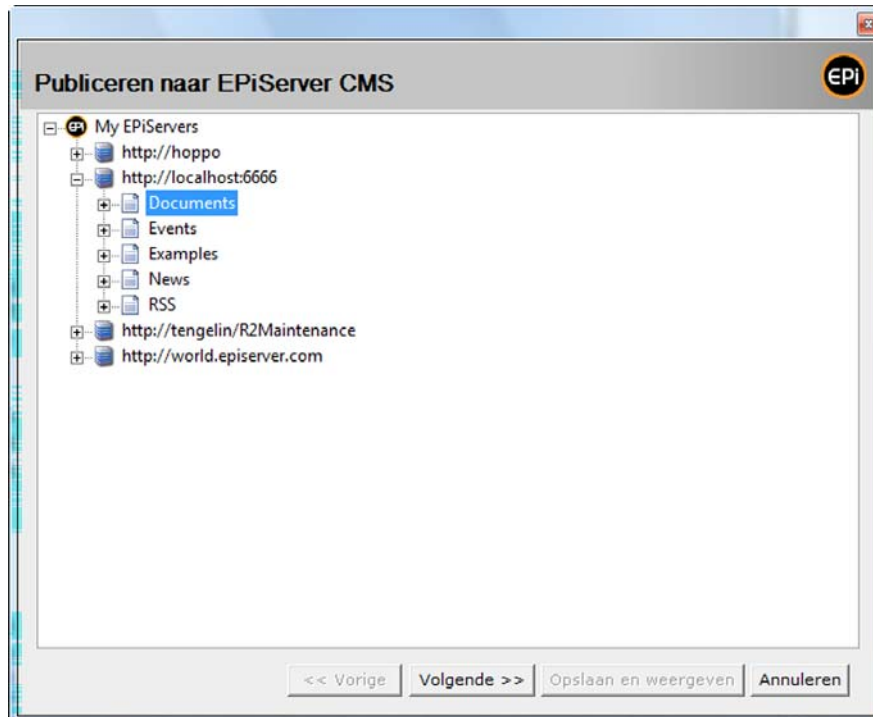 Publiceren naar EPiServer CMS
EPi
My EPiServers
http://hoppo
http://localhost:6666
Documents
Events
Examples
News
RSS
http://tengelin/R2Maintenance
http://world.episerver.com
<< Vorige
Volgende >>
Opslaan en weergeven
Annuleren